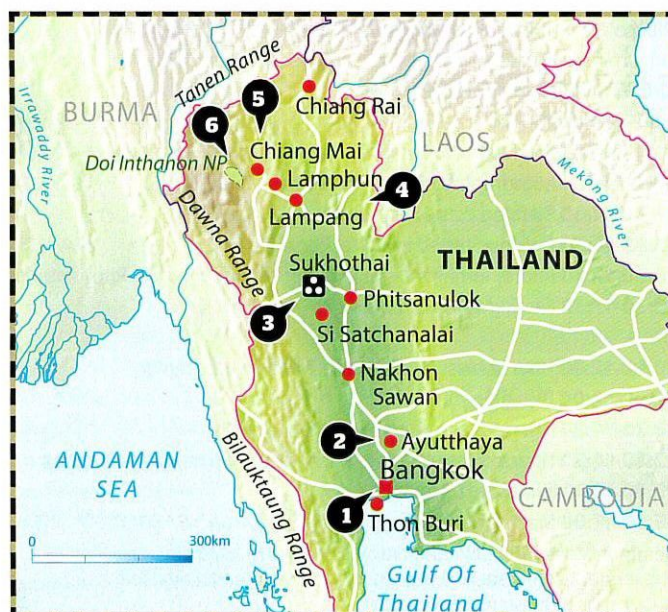 Tanen Range
Irrawaddy River
BURMA
5
Chiang Rai
6
LAOS
Chiang Mai
Doi Inthanon NP
Lamphun
4
Lampang
Mekong River
Dawna Range
THAILAND
Sukhothai
Phitsanulok
3
Si Satchanalai
Nakhon
Sawan
2
Ayutthaya
Bangkok
ANDAMAN
SEA
Bilauktaung Range
CAMBODIA
1
Thon Buri
0
300km
Gulf Of
Thailand